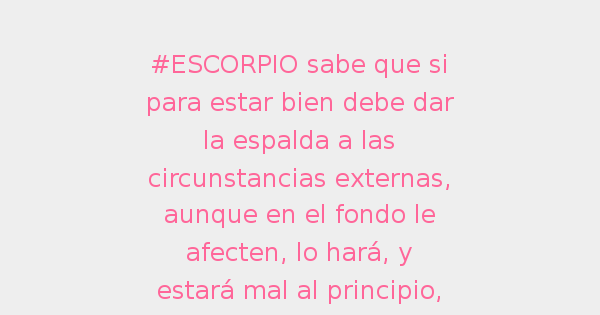 #ESCORPIO sabe que si
para estar bien debe dar
la espalda a las
circunstancias externas,
aunque en el fondo le
afecten, lo hará, y
estará mal al principio,